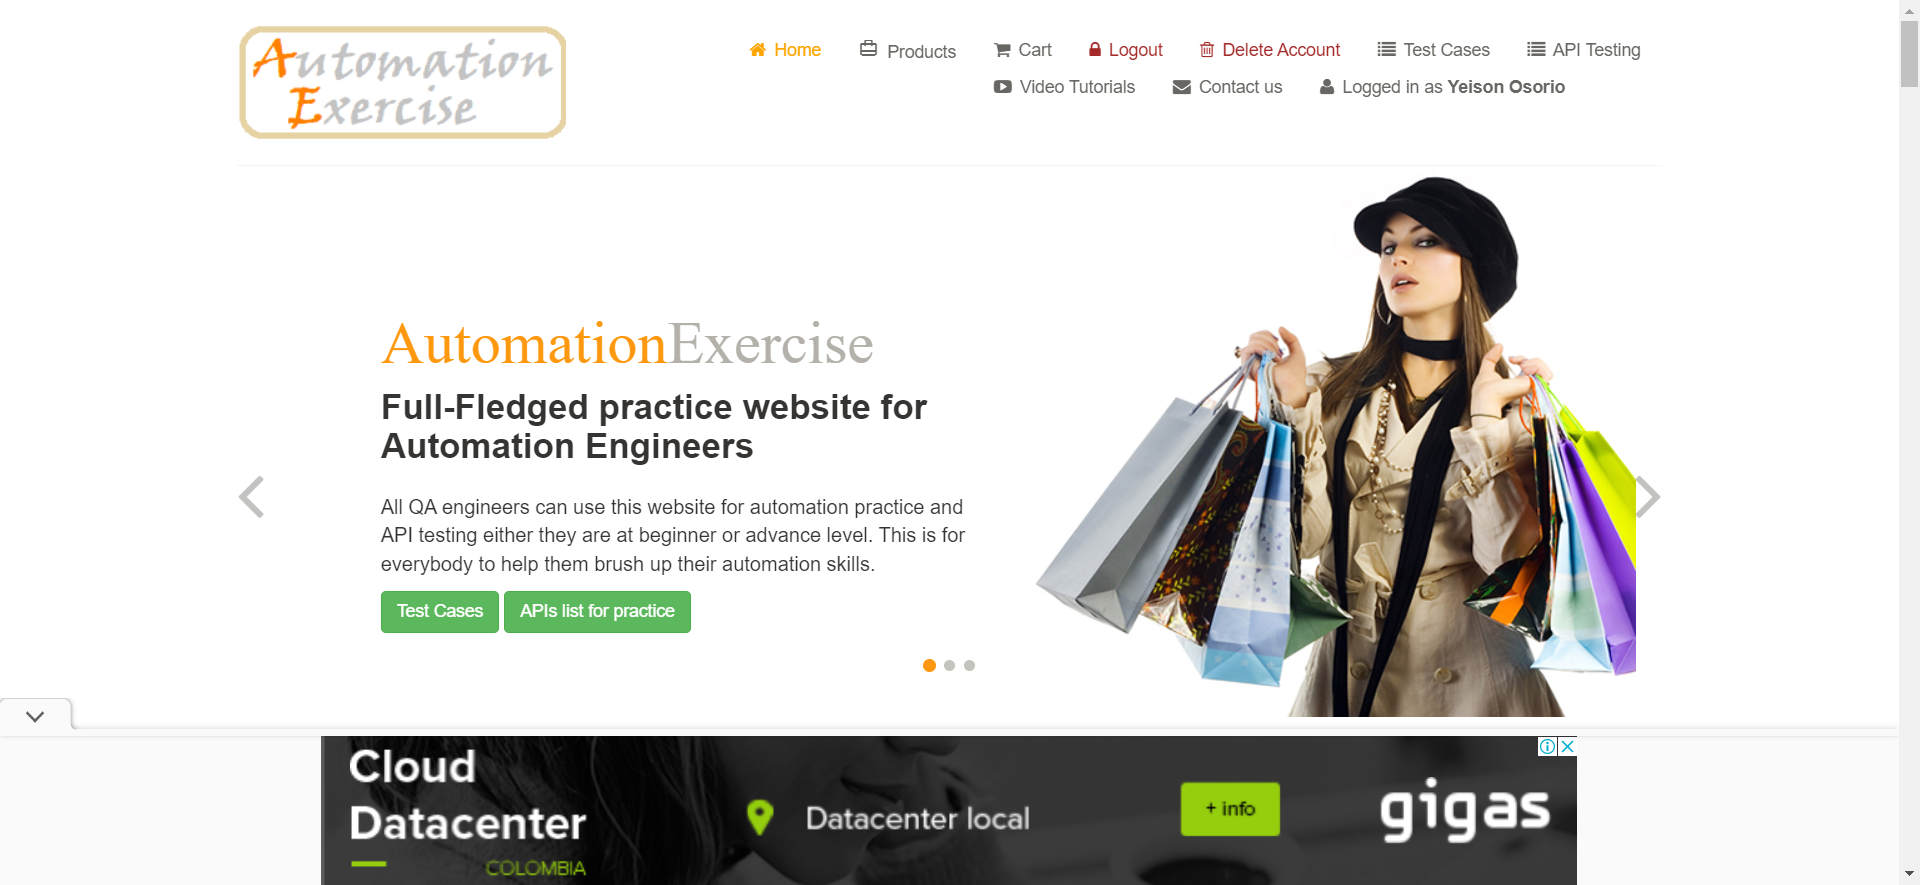 Automation
Exercise
Home Products Cart Logout Delete Account Test Cases API Testing
Video Tutorials Contact us Logged in as Yeison Osorio
AutomationExercise
Full-Fledged practice website for
Automation Engineers
All QA engineers can use this website for automation practice and
API testing either they are at beginner or advance level. This is for
everybody to help them brush up their automation skills.
Test Cases APIs list for practice
Cloud
Datacenter
COLOMBIA
Datacenter local
+ info
gigas